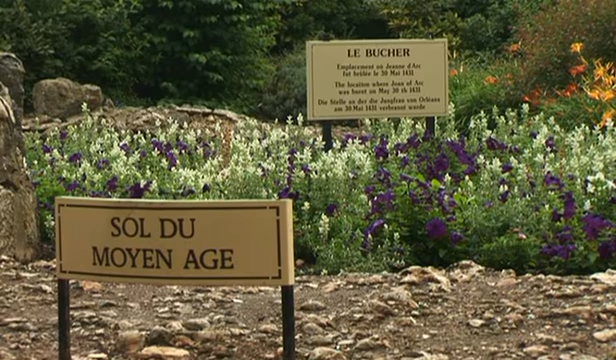 LE BUCHER
Emplacement où Jeanne d'Arc
fut brûlée le 30 Mai 1431
The location where Joan of Arc
was burnt on May 30 th 1431
Die Stelle an der die Jungfrau von Orléans
am 30.Mai 1431 verbrannt wurde
SOL DU
MOYEN AGE